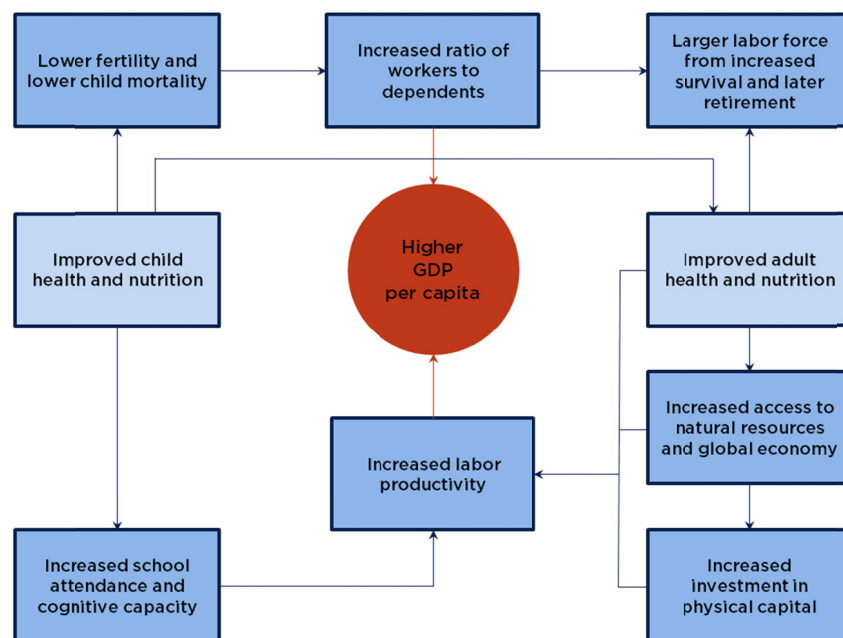 Lower fertility and
lower child mortality
Increased ratio of
workers to
dependents
Larger labor force
from increased
survival and later
retirement
Improved child
health and nutrition
Higher
GDP
per capita
Improved adult
health and nutrition
Increased access to
natural resources
and global economy
Increased labor
productivity
Increased school
attendance and
cognitive capacity
Increased
investment in
physical capital